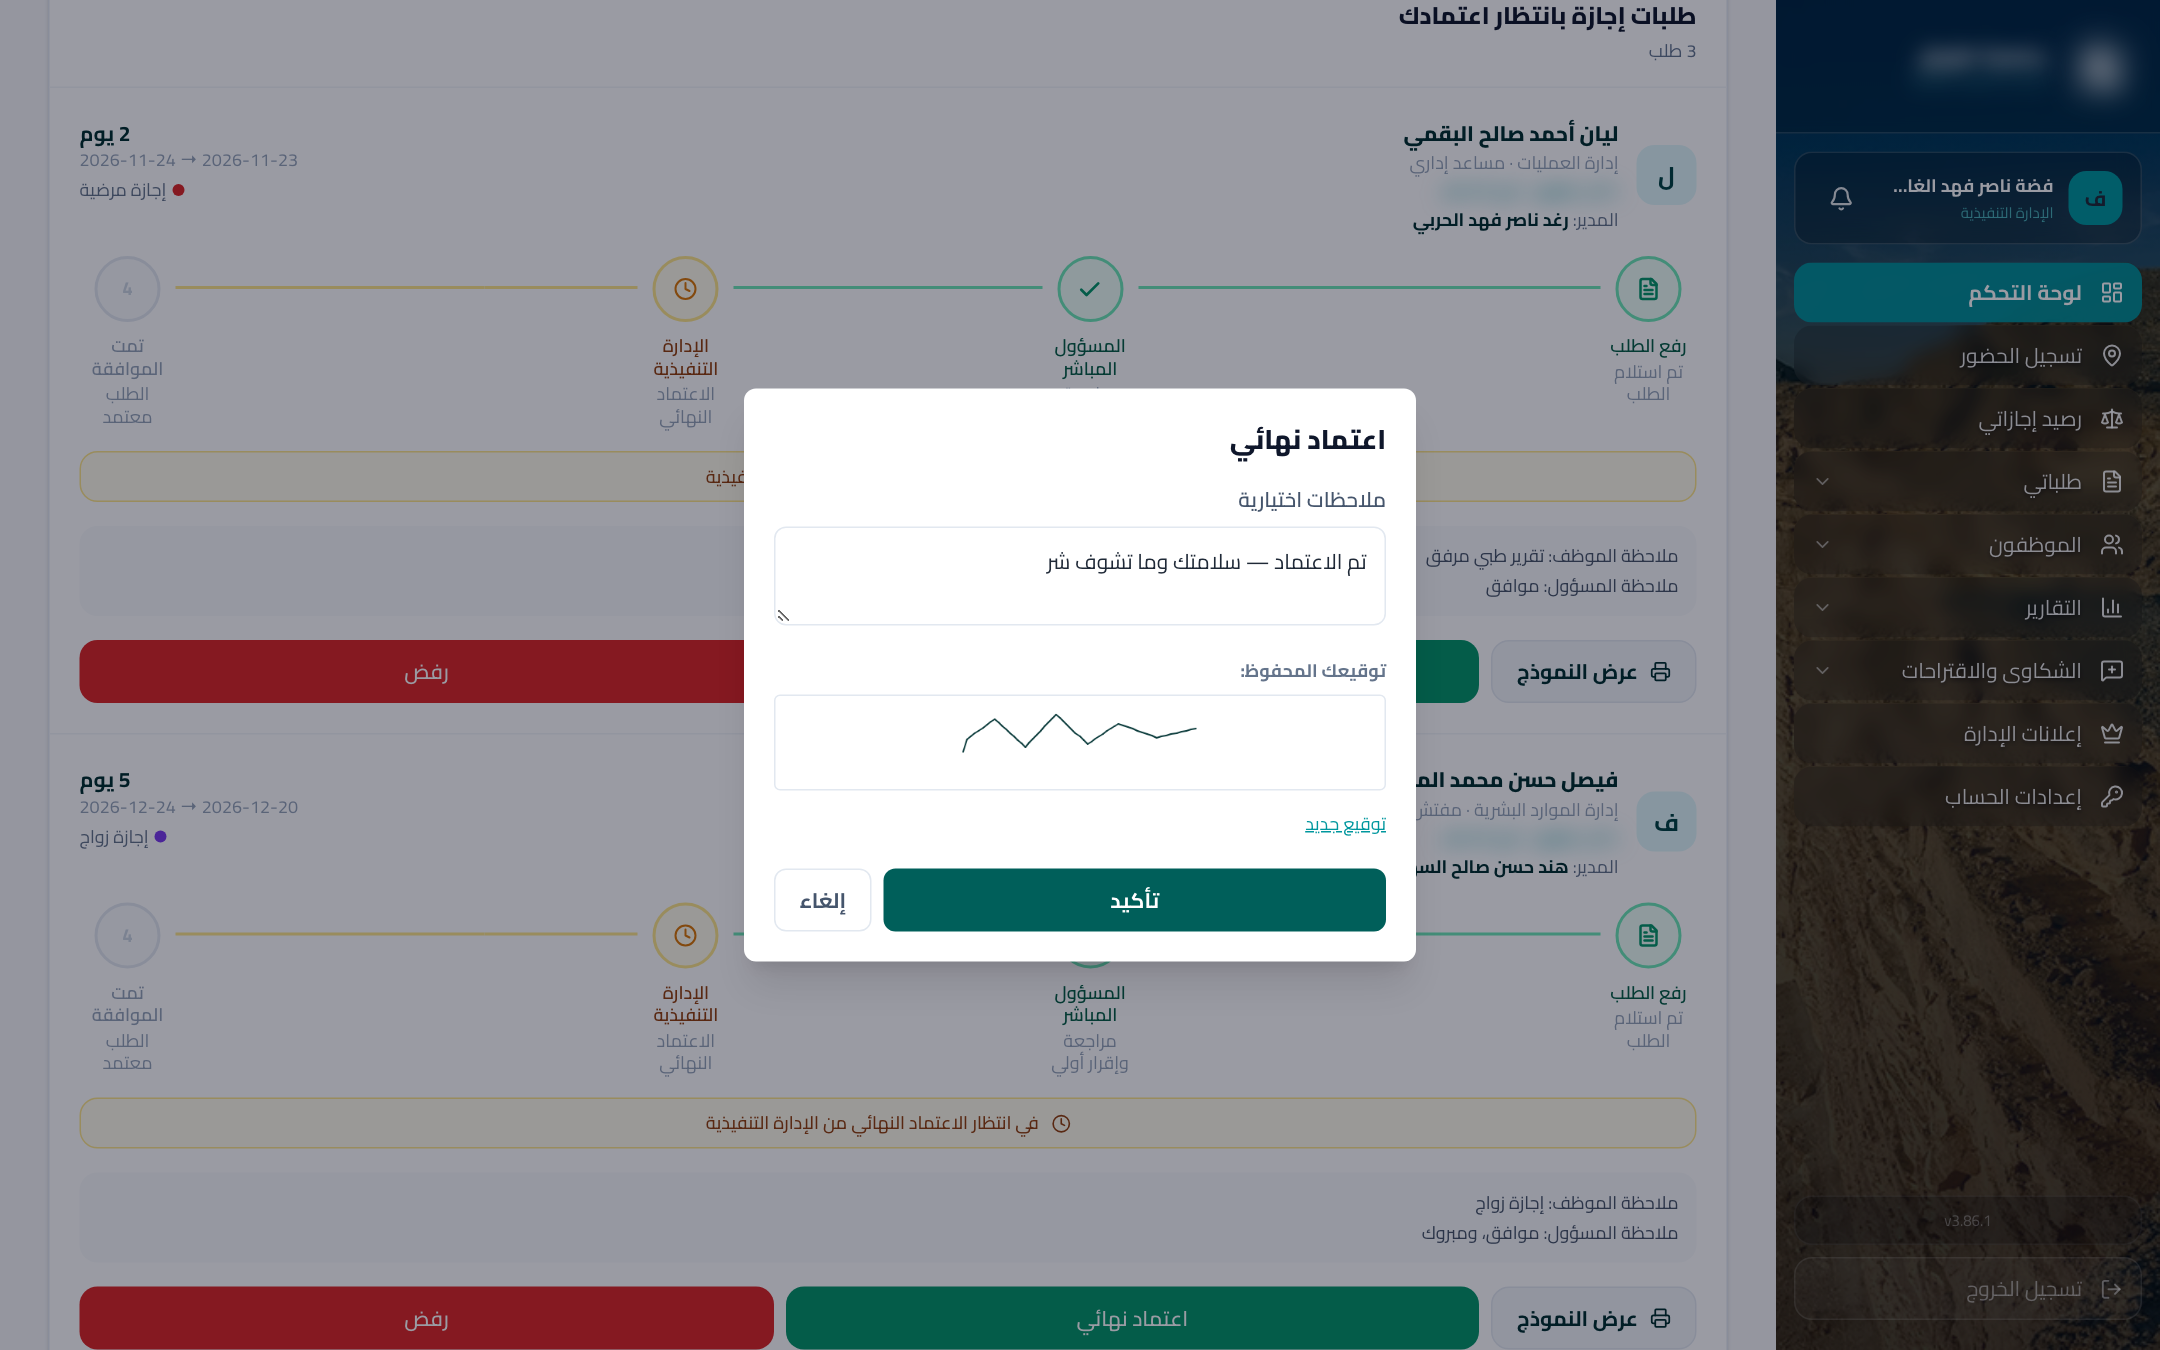 فضة ناصر فهد الغا...
الإدارة التنفيذية
لوحة التحكم
تسجيل الحضور
رصيد إجازاتي
طلباتي
الموظفون
التقارير
الشكاوى والاقتراحات
إعلانات الإدارة
إعدادات الحساب
v3.86.1
تسجيل الخروج
طلبات إجازة بانتظار اعتمادك
3 طلب
ليان أحمد صالح البقمي
إدارة العمليات · مساعد إداري
المدير: رغد ناصر فهد الحربي
2 يوم
2026-11-23 → 2026-11-24
إجازة مرضية
رفع الطلب
تم استلام
الطلب
المسؤول
المباشر
الإدارة
التنفيذية
الاعتماد
النهائي
4
تمت
الموافقة
الطلب
معتمد
ملاحظة الموظف: تقرير طبي مرفق
ملاحظة المسؤول: موافق
عرض النموذج
رفض
اعتماد نهائي
ملاحظات اختيارية
تم الاعتماد — سلامتك وما تشوف شر
توقيعك المحفوظ:
توقيع جديد
تأكيد
إلغاء
فيصل حسن محمد
إدارة الموارد البشرية · مفتش
المدير: هند حسن صالح
5 يوم
2026-12-20 → 2026-12-24
إجازة زواج
رفع الطلب
تم استلام
الطلب
المسؤول
المباشر
مراجعة
وإقرار أولي
الإدارة
التنفيذية
الاعتماد
النهائي
4
تمت
الموافقة
الطلب
معتمد
في انتظار الاعتماد النهائي من الإدارة التنفيذية
ملاحظة الموظف: إجازة زواج
ملاحظة المسؤول: موافق، ومبروك
عرض النموذج
اعتماد نهائي
رفض